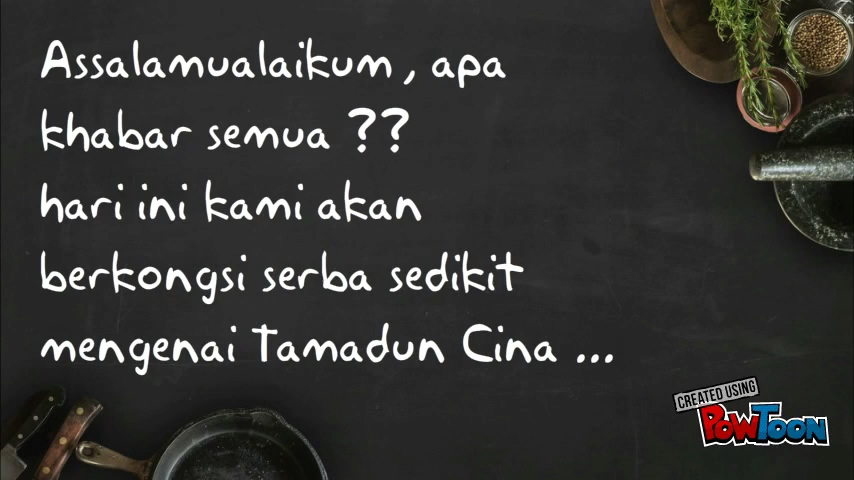 Assalamualaikum, apa
khabar semua ??
hari ini kami akan
berkongsi serba sedikit
mengenai Tamadun Cina ...
CREATED USING
POWTOON